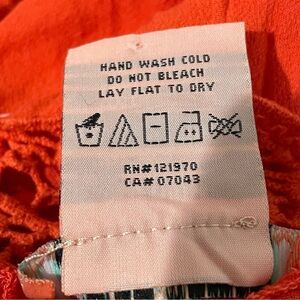 HAND WASH COLD
DO NOT BLEACH
LAY FLAT TO DRY
RN#121970
CA# 07043